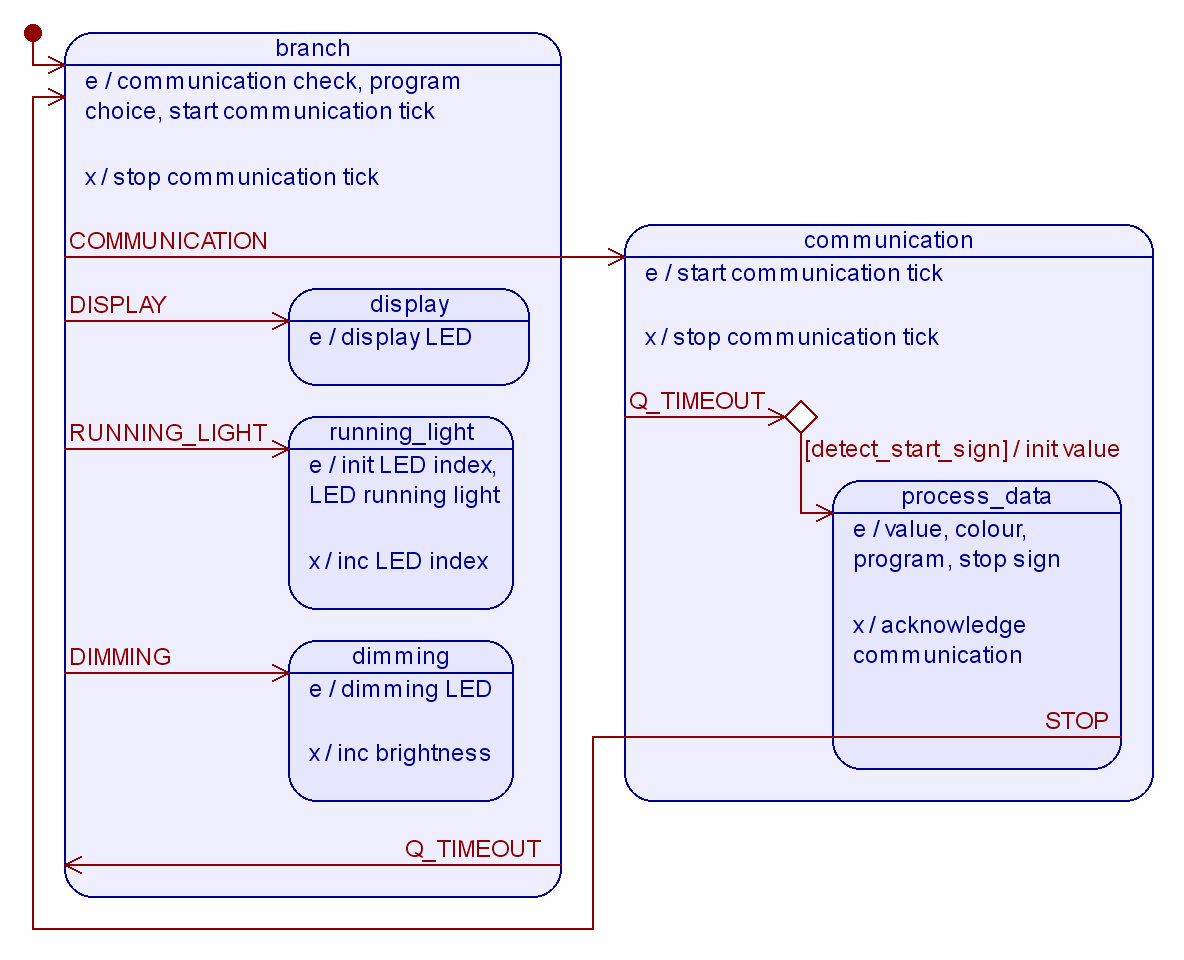 branch
e / communication check, program
choice, start communication tick
x / stop communication tick
COMMUNICATION
DISPLAY
display
e / display LED
RUNNING_LIGHT
running_light
e / init LED index,
LED running light
x / inc LED index
DIMMING
dimming
e / dimming LED
x / inc brightness
Q_TIMEOUT
communication
e / start communication tick
x / stop communication tick
Q_TIMEOUT
[detect_start_sign] / init value
process_data
e / value, colour,
program, stop sign
x / acknowledge
communication
STOP